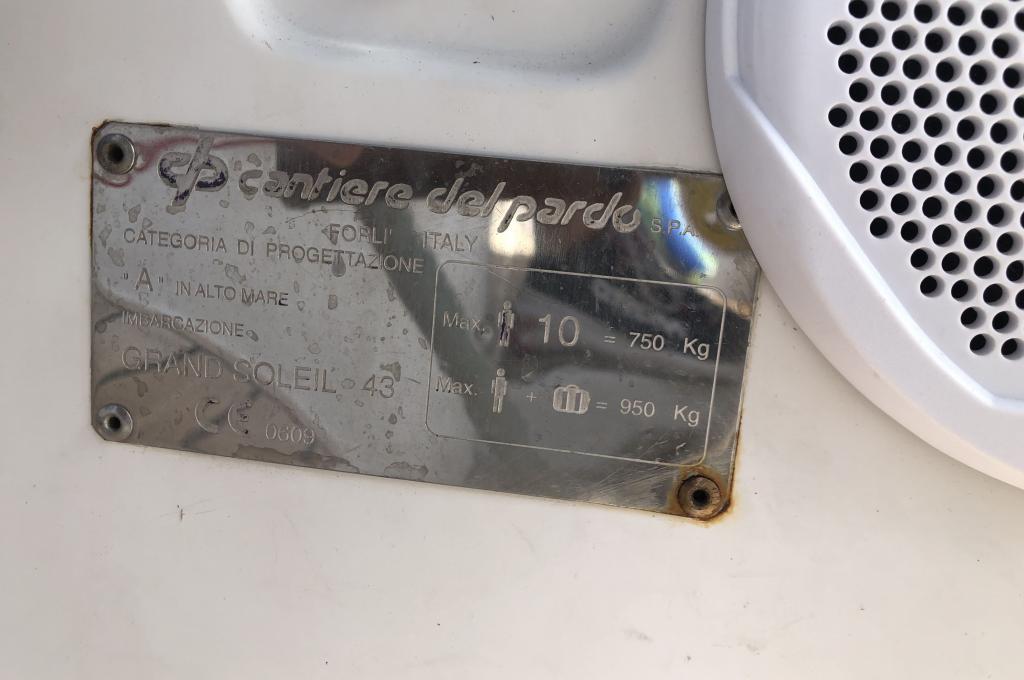 dp cantiere del pardo S.P.A.
FORLI' ITALY
CATEGORIA DI PROGETTAZIONE
"A" IN ALTO MARE
IMBARCAZIONE
GRAND SOLEIL 43
CE 0609
Max. 10 = 750 Kg
Max. + = 950 Kg